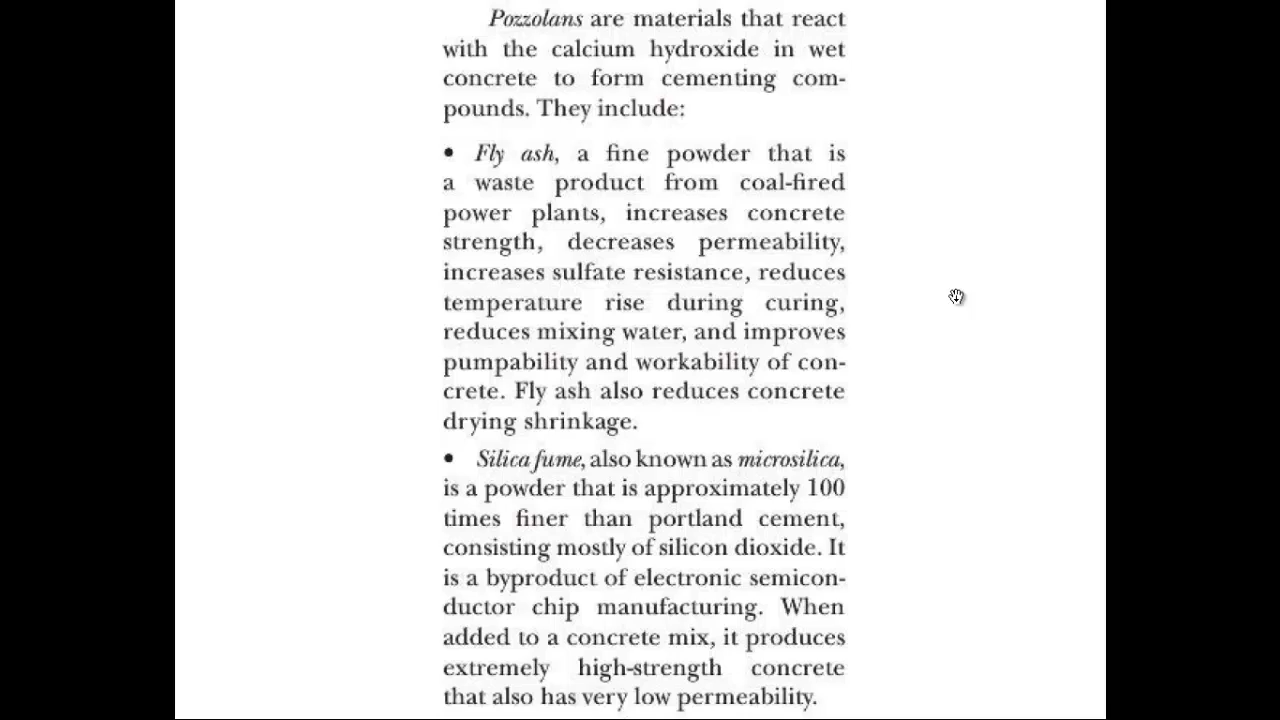 Pozzolans are materials that react
with the calcium hydroxide in wet
concrete to form cementing com-
pounds. They include:
• Fly ash, a fine powder that is
a waste product from coal-fired
power plants, increases concrete
strength, decreases permeability,
increases sulfate resistance, reduces
temperature rise during curing,
reduces mixing water, and improves
pumpability and workability of con-
crete. Fly ash also reduces concrete
drying shrinkage.
• Silica fume, also known as microsilica,
is a powder that is approximately 100
times finer than portland cement,
consisting mostly of silicon dioxide. It
is a byproduct of electronic semicon-
ductor chip manufacturing. When
added to a concrete mix, it produces
extremely high-strength concrete
that also has very low permeability.